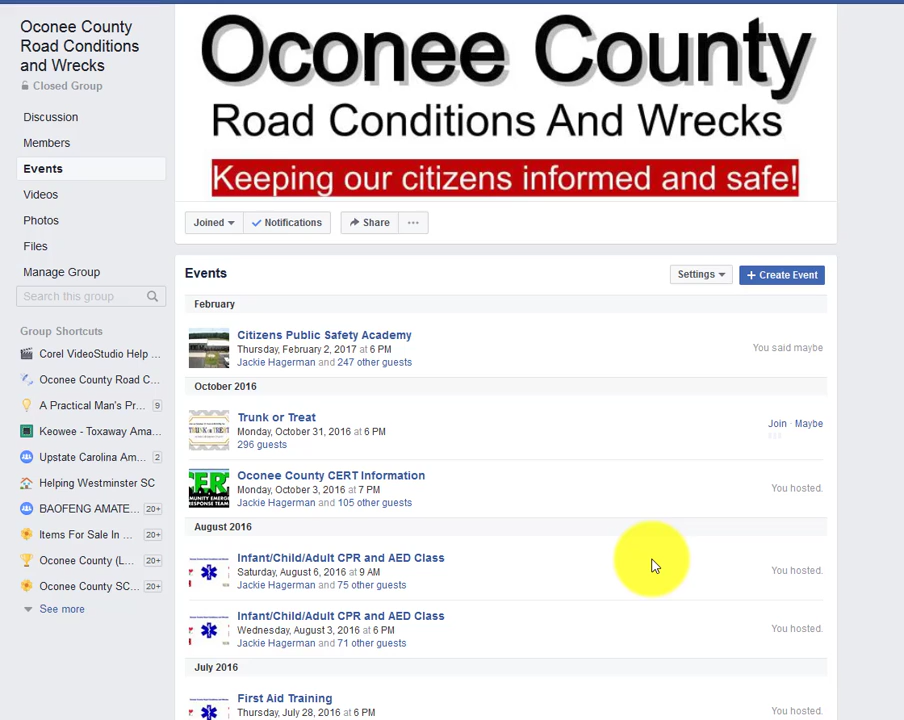 Oconee County
Road Conditions
and Wrecks
Closed Group
Discussion
Members
Events
Videos
Photos
Files
Manage Group
Search this group
Group Shortcuts
Corel VideoStudio Help ...
Oconee County Road C...
A Practical Man's Pr... 9
Keowee - Toxaway Ama...
Upstate Carolina Am... 2
Helping Westminster SC
BAOFENG AMATE... 20+
Items For Sale In ... 20+
Oconee County (L... 20+
Oconee County SC... 20+
See more
Oconee County
Road Conditions And Wrecks
Keeping our citizens informed and safe!
Joined Notifications Share ...
Events Settings + Create Event
February
Citizens Public Safety Academy
Thursday, February 2, 2017 at 6 PM You said maybe
Jackie Hagerman and 247 other guests
October 2016
Trunk or Treat
Monday, October 31, 2016 at 6 PM Join · Maybe
296 guests
Oconee County CERT Information
Monday, October 3, 2016 at 7 PM You hosted.
Jackie Hagerman and 105 other guests
August 2016
Infant/Child/Adult CPR and AED Class
Saturday, August 6, 2016 at 9 AM You hosted.
Jackie Hagerman and 75 other guests
Infant/Child/Adult CPR and AED Class
Wednesday, August 3, 2016 at 6 PM You hosted.
Jackie Hagerman and 71 other guests
July 2016
First Aid Training
Thursday, July 28, 2016 at 6 PM You hosted.